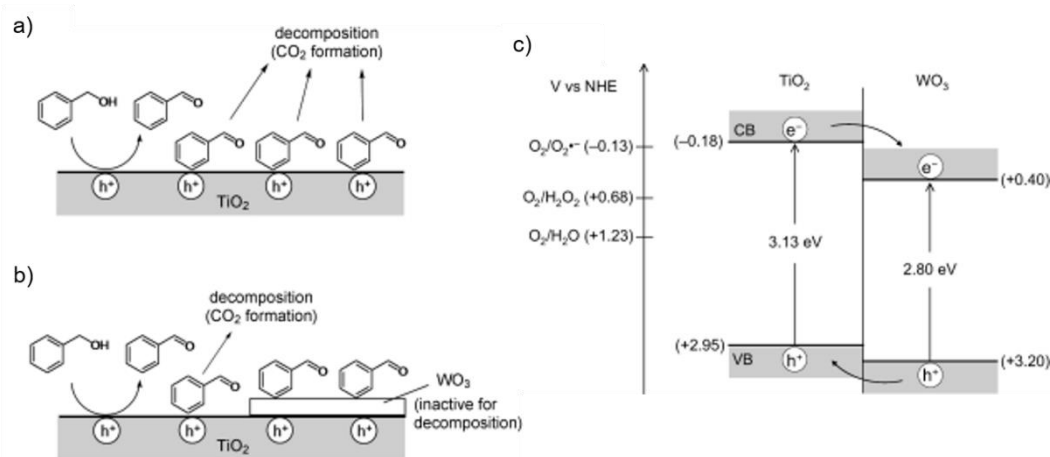 a)
decomposition
(CO₂ formation)
OH
O
O
O
O
h⁺
h⁺
h⁺
h⁺
TiO₂
b)
decomposition
(CO₂ formation)
OH
O
O
O
O
WO₃
(inactive for
decomposition)
h⁺
h⁺
h⁺
h⁺
TiO₂
c)
V vs NHE
TiO₂
WO₃
CB
e⁻
O₂/O₂•⁻ (−0.13)
(−0.18)
e⁻
(+0.40)
O₂/H₂O₂ (+0.68)
O₂/H₂O (+1.23)
3.13 eV
2.80 eV
(+2.95)
VB
h⁺
h⁺
(+3.20)